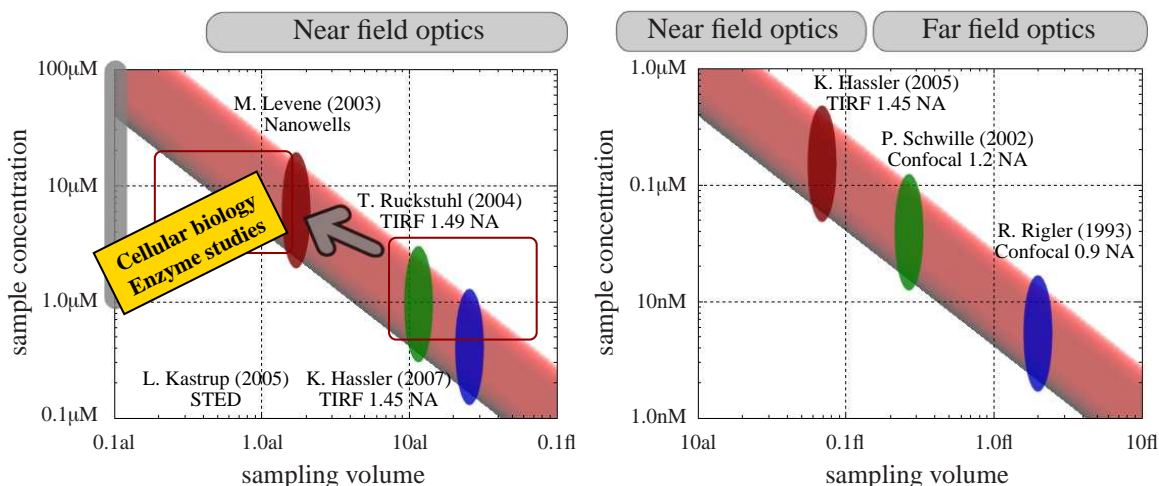 Near field optics
100μM
10μM
1.0μM
0.1μM
sample concentration
M. Levene (2003)
Nanowells
T. Ruckstuhl (2004)
TIRF 1.49 NA
Cellular biology
Enzyme studies
L. Kastrup (2005)
STED
K. Hassler (2007)
TIRF 1.45 NA
0.1al
1.0al
10al
0.1fl
sampling volume
Near field optics
Far field optics
1.0μM
0.1μM
10nM
1.0nM
sample concentration
K. Hassler (2005)
TIRF 1.45 NA
P. Schwille (2002)
Confocal 1.2 NA
R. Rigler (1993)
Confocal 0.9 NA
10al
0.1fl
1.0fl
10fl
sampling volume